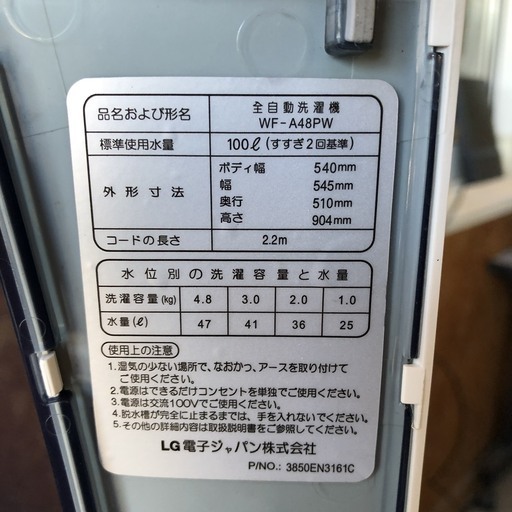 品名および形名 全自動洗濯機
WF-A48PW
標準使用水量 100ℓ(すすぎ2回基準)
外形寸法 ボディ幅 540mm
幅 545mm
奥行 510mm
高さ 904mm
コードの長さ 2.2m
水位別の洗濯容量と水量
洗濯容量(kg) 4.8 3.0 2.0 1.0
水量(ℓ) 47 41 36 25
使用上の注意
1.湿気の少ない場所で、なおかつ、アースを取り付けて
ご使用ください。
2.電源はできるだけコンセントを単独でご使用ください。
3.電源は交流100Vでご使用ください。
4.脱水槽が完全に止まるまでは、手を入れないでください。
5.その他の詳細内容は取扱説明書をご参照してください。
LG電子ジャパン株式会社
P/NO.: 3850EN3161C